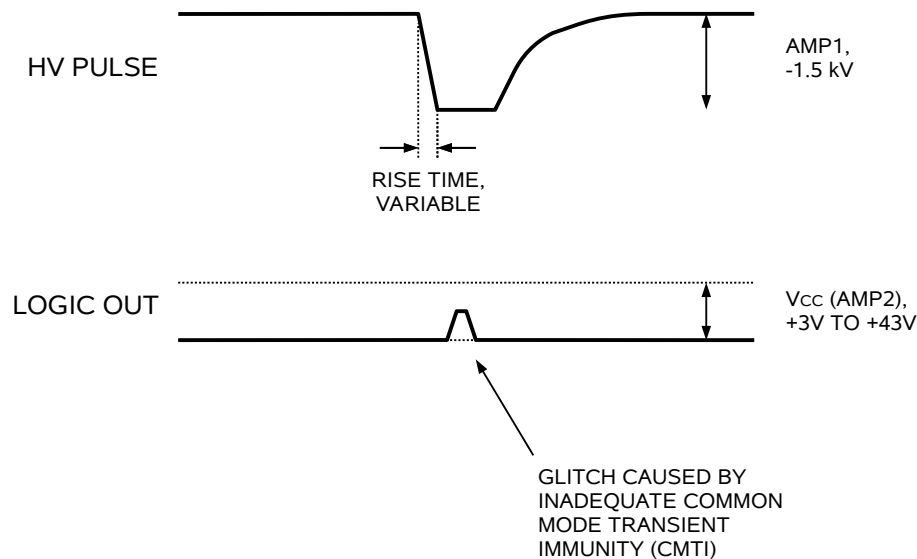 HV PULSE
AMP1,
-1.5 kV
RISE TIME,
VARIABLE
LOGIC OUT
VCC (AMP2),
+3V TO +43V
GLITCH CAUSED BY
INADEQUATE COMMON
MODE TRANSIENT
IMMUNITY (CMTI)